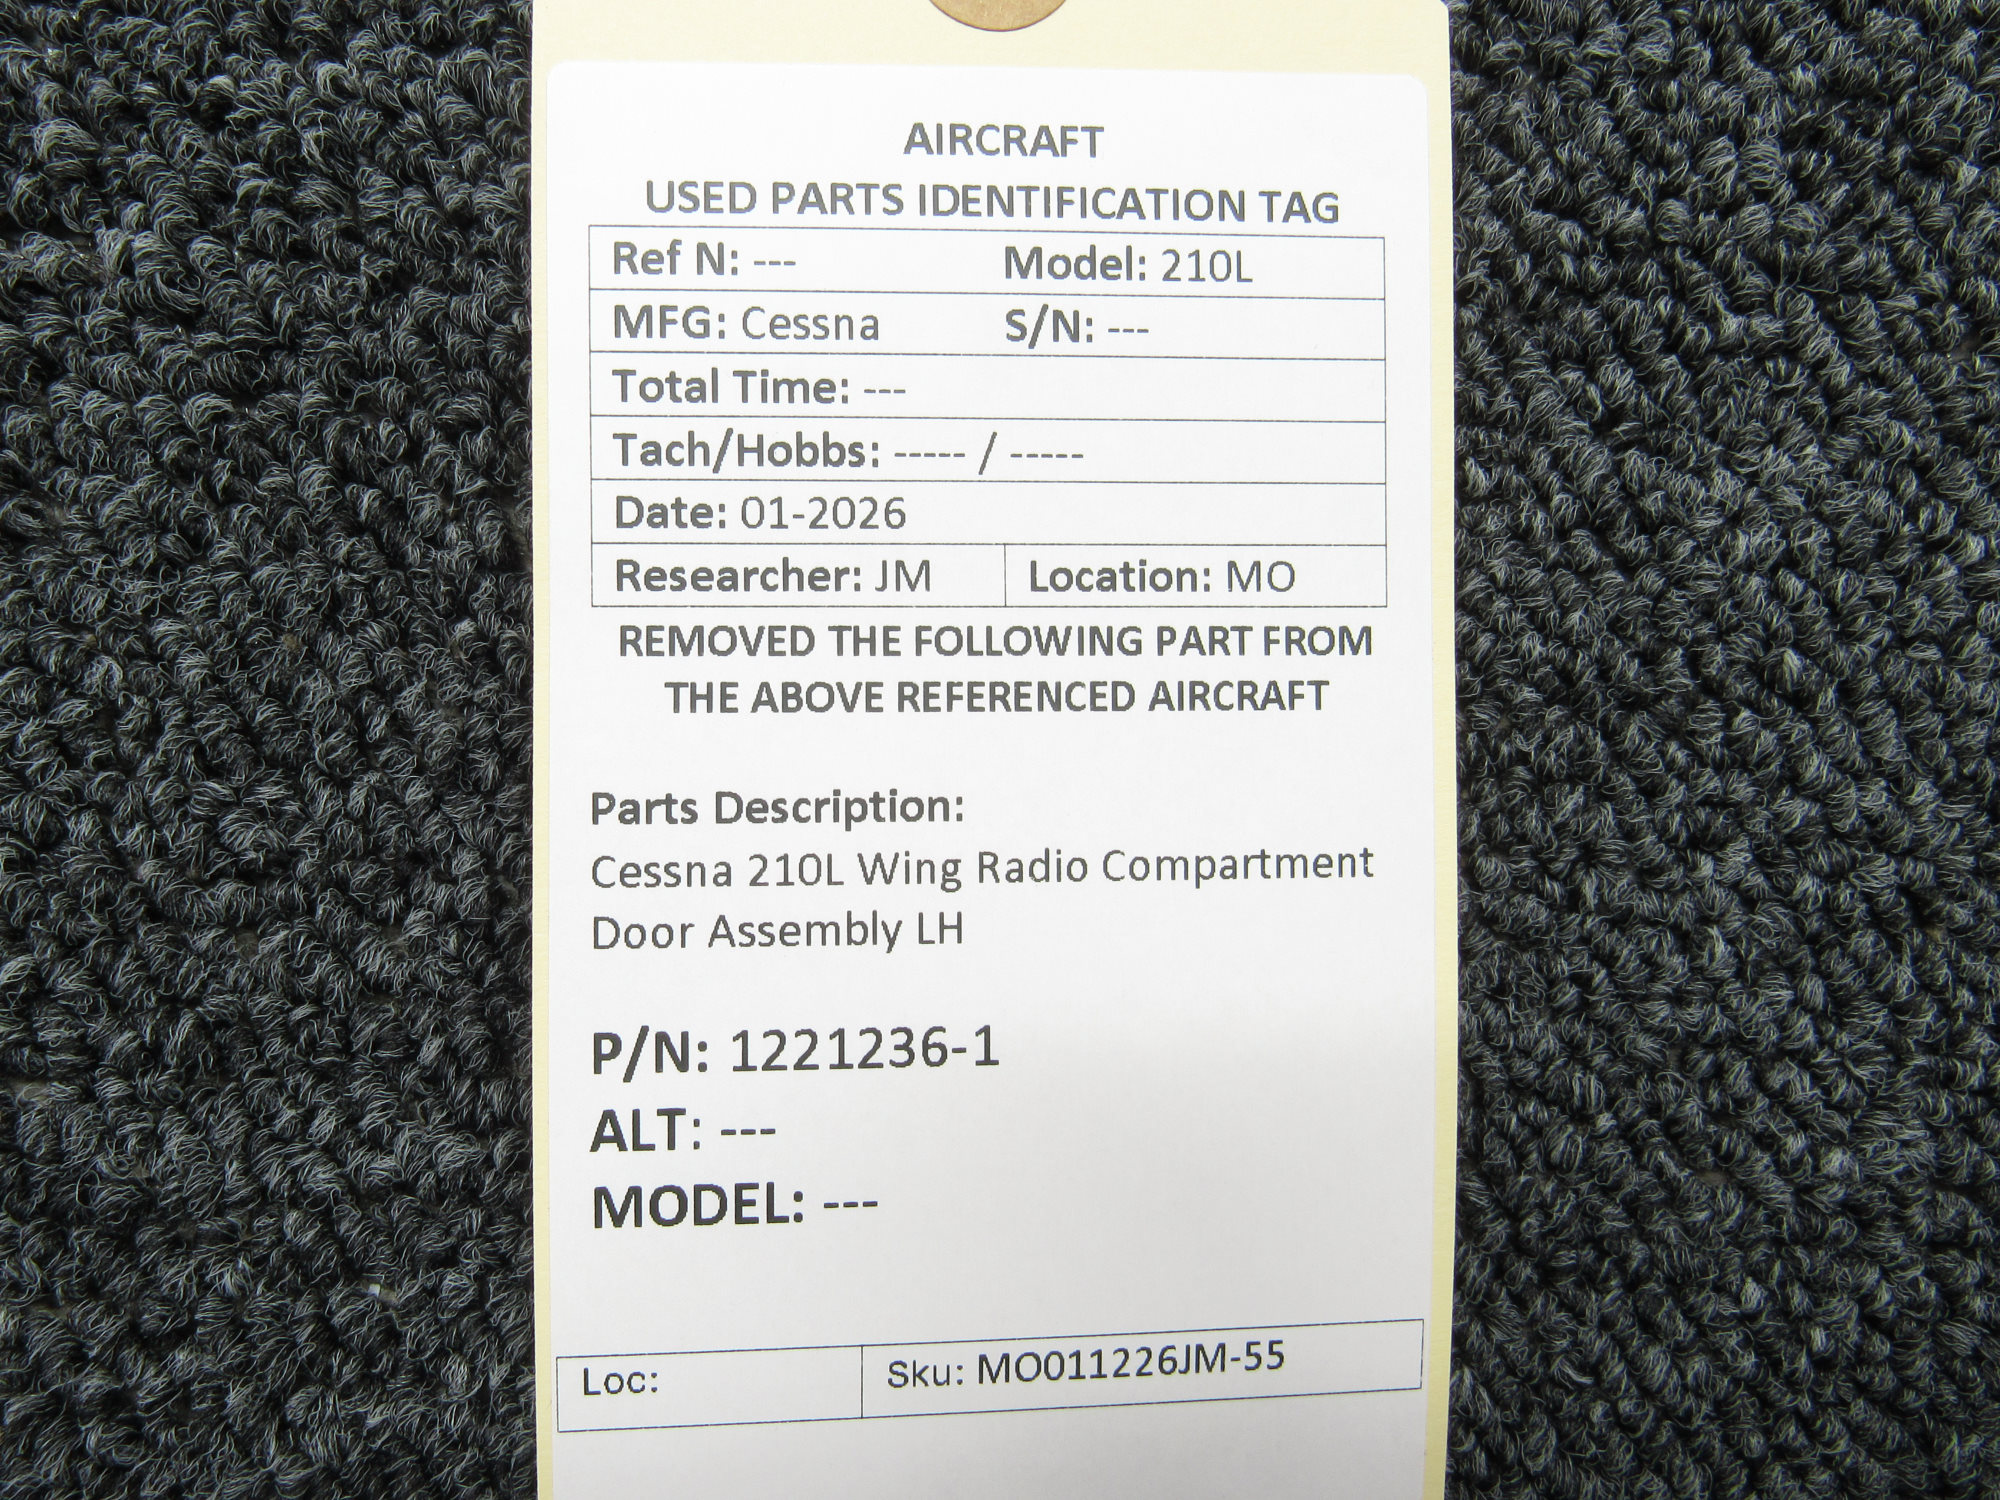 AIRCRAFT
USED PARTS IDENTIFICATION TAG
Ref N: --- Model: 210L
MFG: Cessna S/N: ---
Total Time: ---
Tach/Hobbs: ----- / -----
Date: 01-2026
Researcher: JM Location: MO
REMOVED THE FOLLOWING PART FROM
THE ABOVE REFERENCED AIRCRAFT
Parts Description:
Cessna 210L Wing Radio Compartment
Door Assembly LH
P/N: 1221236-1
ALT: ---
MODEL: ---
Loc: Sku: MO011226JM-55